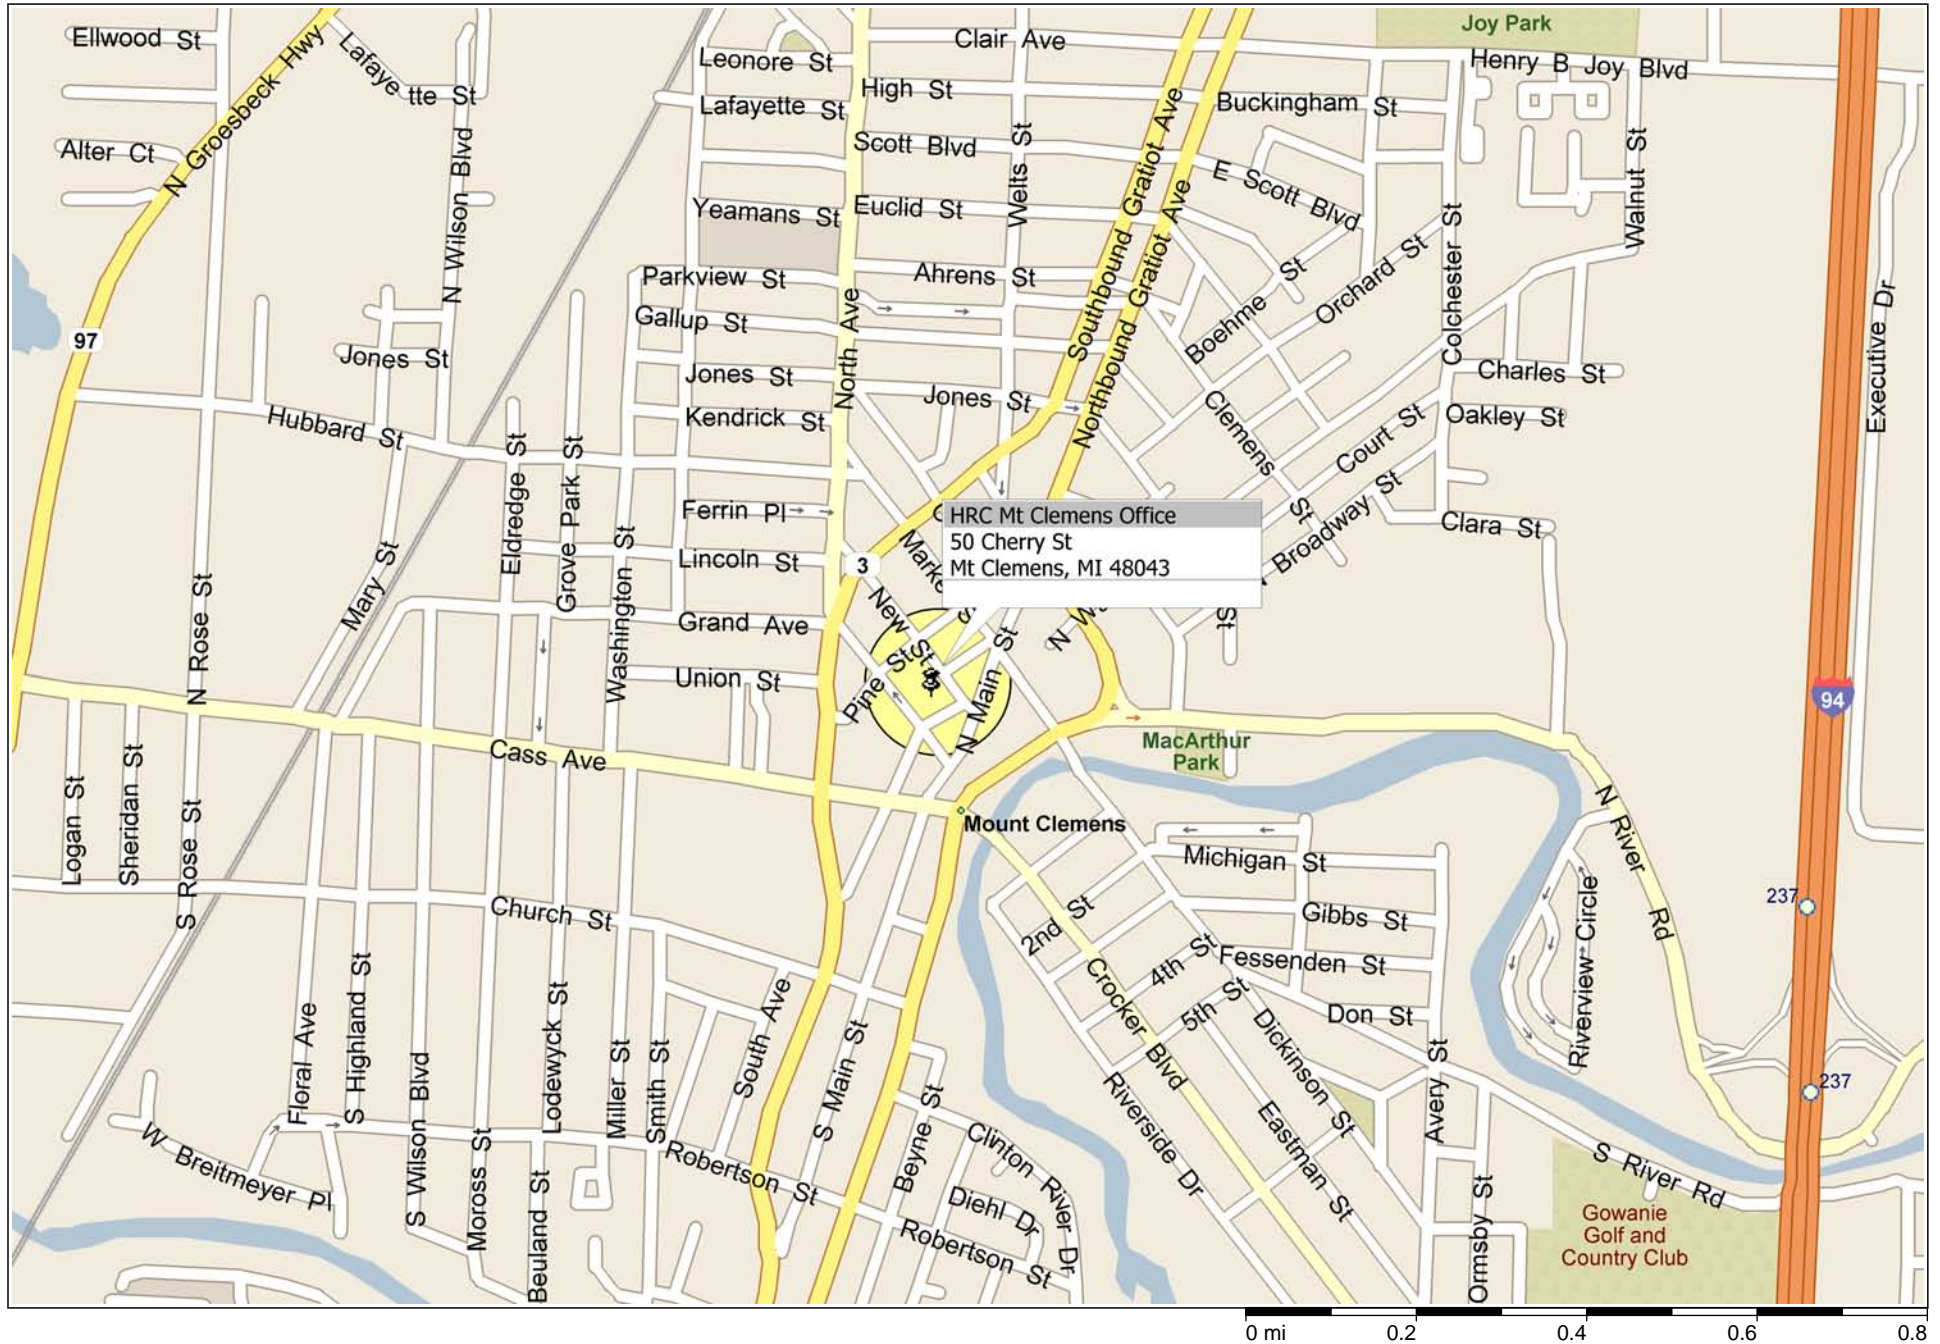 Ellwood St
N Groesbeck Hwy
Lafaye tte St
Alter Ct
N Wilson Blvd
Leonore St
Lafayette St
Clair Ave
High St
Scott Blvd
Welts St
Yeamans St
Euclid St
Parkview St
Ahrens St
Gallup St
North Ave
Jones St
Jones St
Jones St
Kendrick St
Southbound Gratiot Ave
Northbound Gratiot Ave
Joy Park
Henry B Joy Blvd
Buckingham St
E Scott Blvd
Walnut St
Colchester St
Boehme St
Orchard St
Executive Dr
Charles St
Oakley St
Clemens St
Court St
Broadway St
Clara St
97
Hubbard St
Eldredge St
Grove Park St
Washington St
Mary St
N Rose St
Ferrin Pl
Lincoln St
3
Grand Ave
Union St
New St
Pine St
N Main St
HRC Mt Clemens Office
50 Cherry St
Mt Clemens, MI 48043
St
N
94
MacArthur
Park
Cass Ave
Mount Clemens
Logan St
Sheridan St
S Rose St
Church St
Michigan St
Gibbs St
Fessenden St
Don St
2nd St
4th St
5th St
N River Rd
Riverview Circle
237
237
Floral Ave
S Highland St
S Wilson Blvd
Moross St
Lodewyck St
Beuland St
Miller St
Smith St
South Ave
S Main St
Crocker Blvd
Dickinson St
Riverside Dr
Eastman St
Avery St
Ormsby St
S River Rd
W Breitmeyer Pl
Robertson St
Beyne St
Clinton River Dr
Diehl Dr
Robertson St
Gowanie
Golf and
Country Club
0 mi 0.2 0.4 0.6 0.8